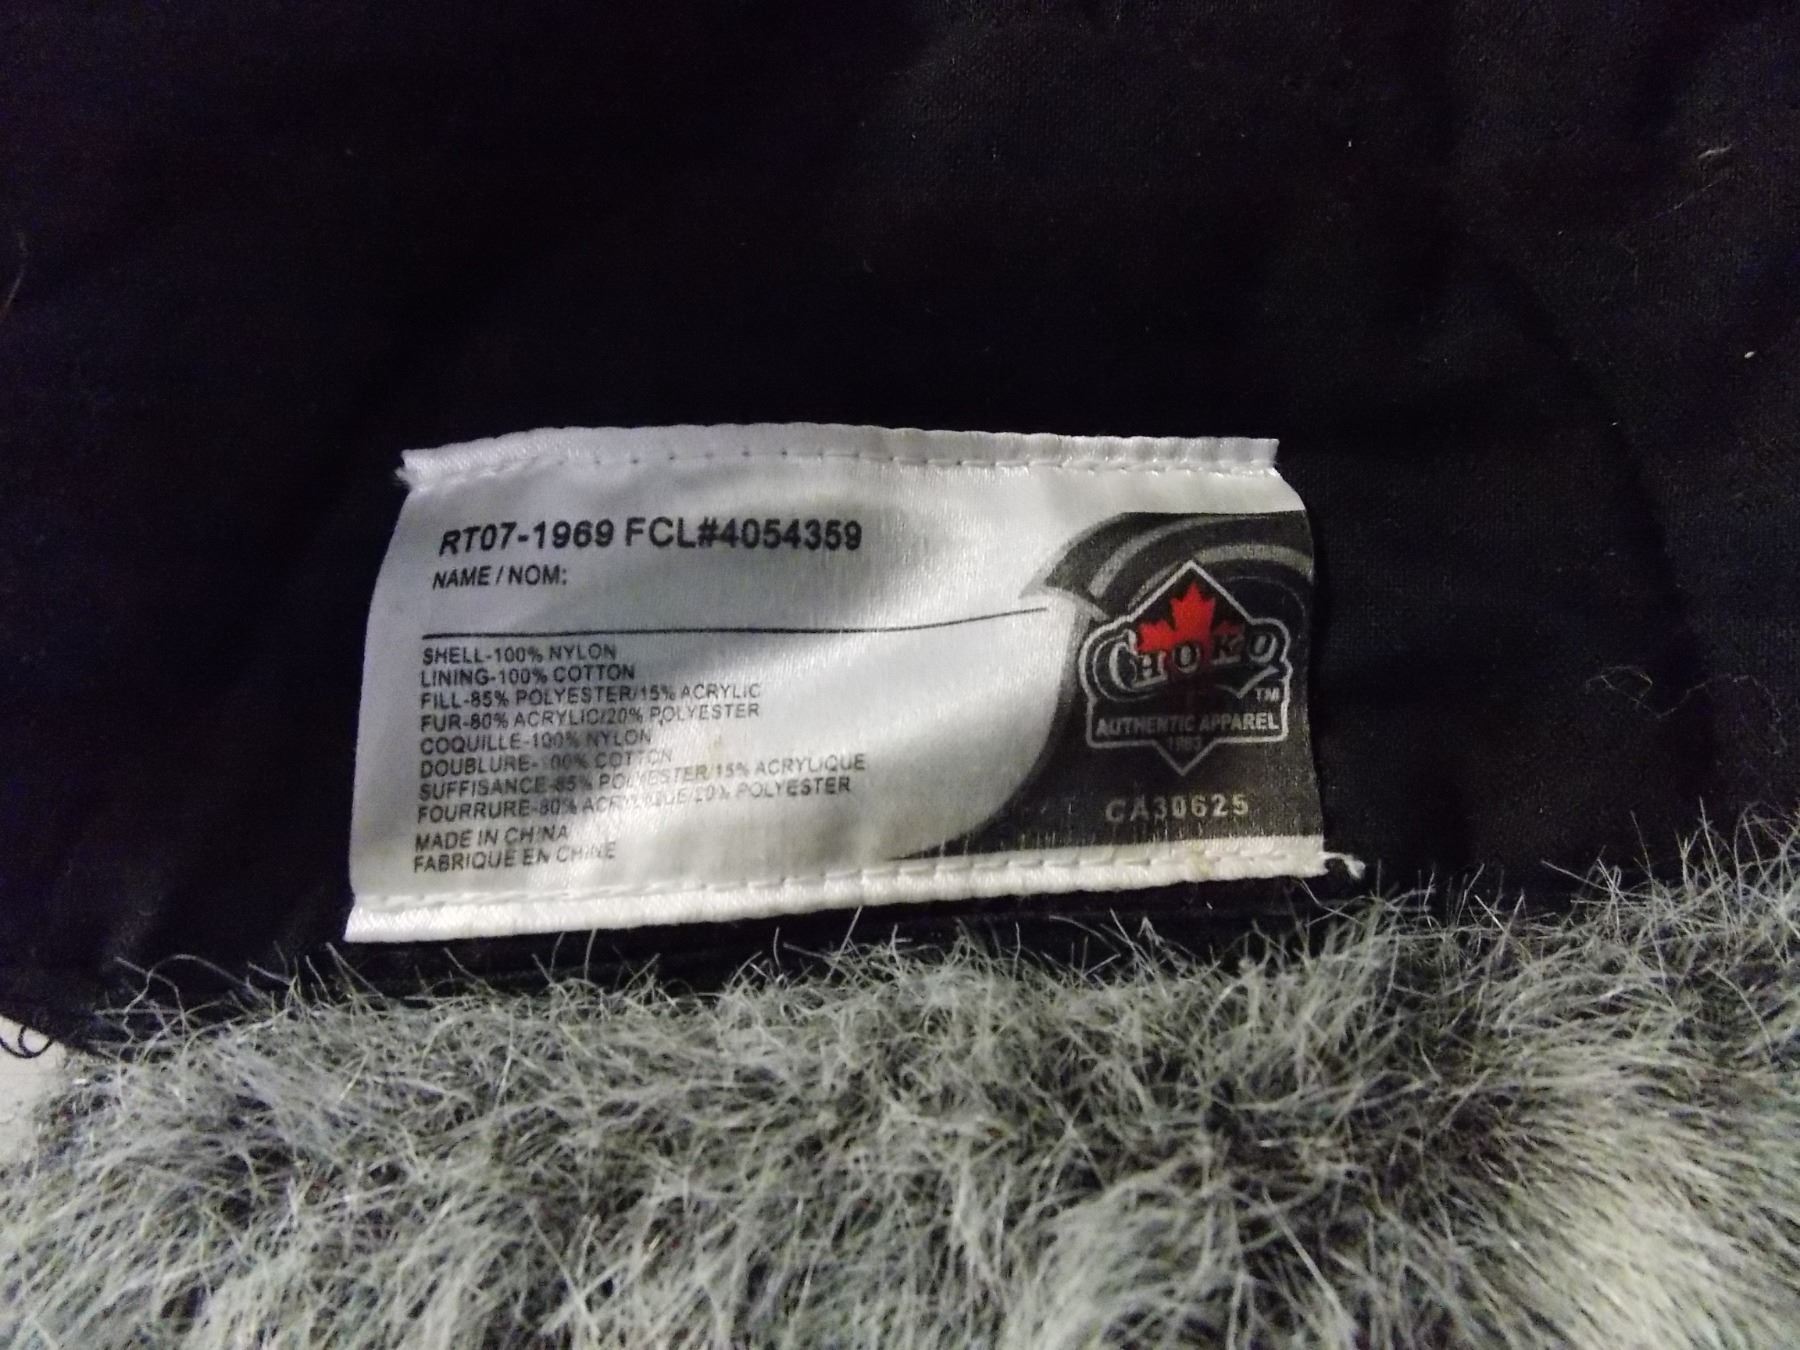 RT07-1969 FCL#4054359
NAME / NOM:
SHELL-100% NYLON
LINING-100% COTTON
FILL-85% POLYESTER/15% ACRYLIC
FUR-80% ACRYLIC/20% POLYESTER
COQUILLE-100% NYLON
DOUBLURE-100% COTTON
SUFFISANCE-85% POLYESTER/15% ACRYLIQUE
FOURRURE-80% ACRYLIQUE/20% POLYESTER
MADE IN CHINA
FABRIQUE EN CHINE
CHOKO TM
AUTHENTIC APPAREL
CA30625